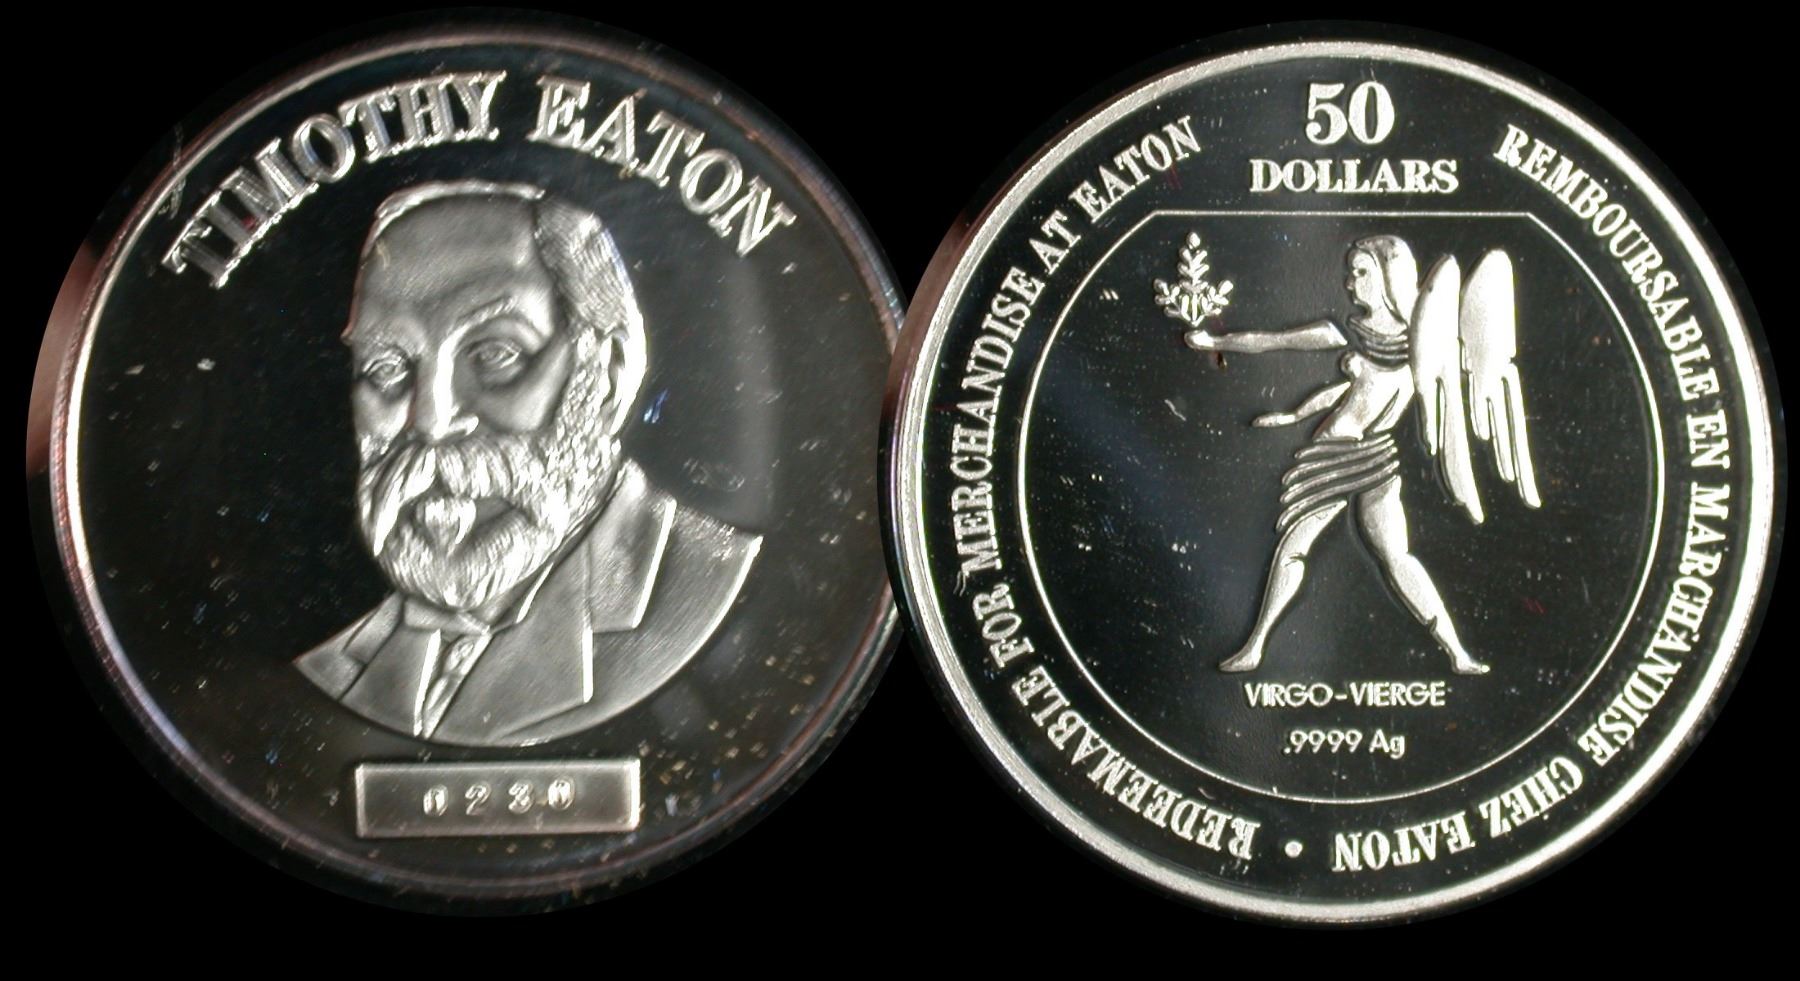 TIMOTHY EATON
0230
50
DOLLARS
REDEEMABLE FOR MERCHANDISE AT EATON
REMBOURSABLE EN MARCHANDISE CHEZ EATON •
VIRGO-VIERGE
.9999 Ag